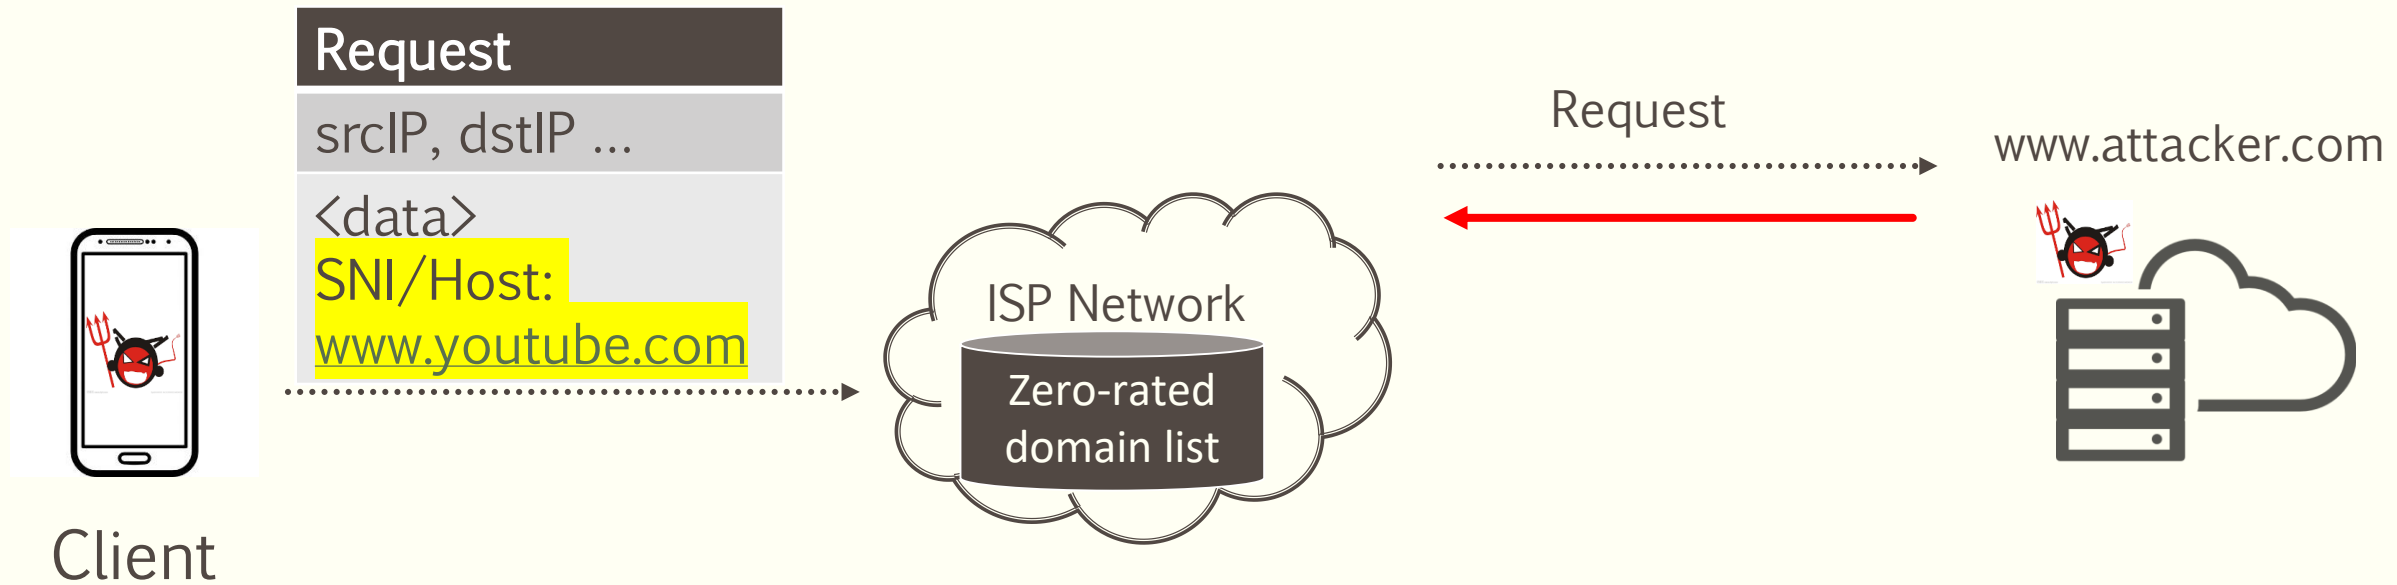 Request
srcIP, dstIP ...
<data>
SNI/Host:
www.youtube.com
Client
ISP Network
Zero-rated
domain list
Request
www.attacker.com